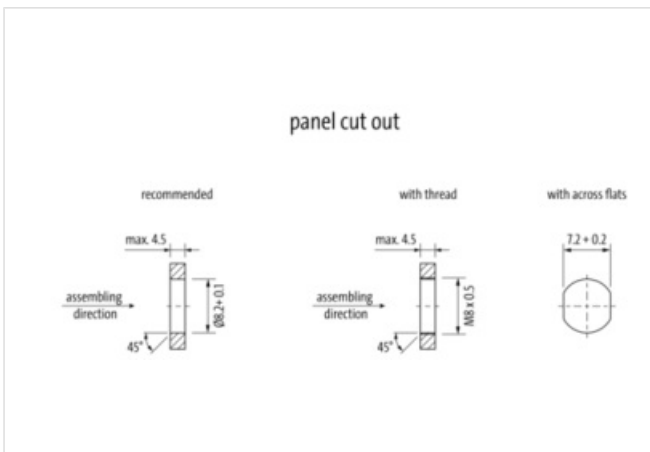 panel cut out
recommended
with thread
with across flats
max. 4.5
max. 4.5
7.2 + 0.2
assembling
direction
Ø8.2+ 0.1
45°
assembling
direction
M8 x 0.5
45°